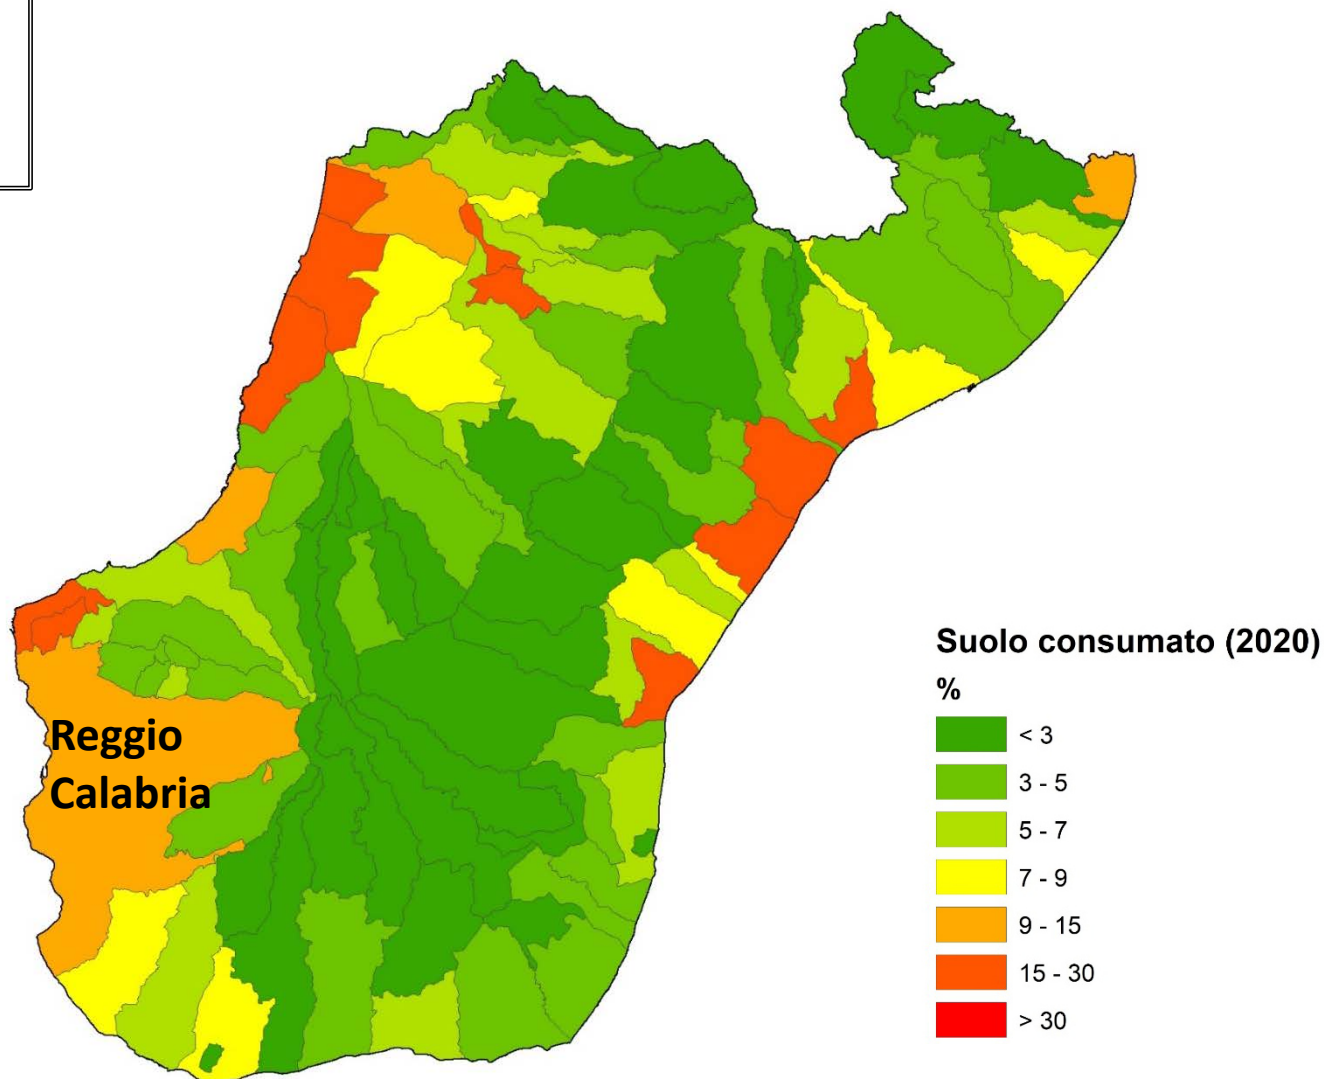 Reggio
Calabria
Suolo consumato (2020)
%
< 3
3 - 5
5 - 7
7 - 9
9 - 15
15 - 30
> 30